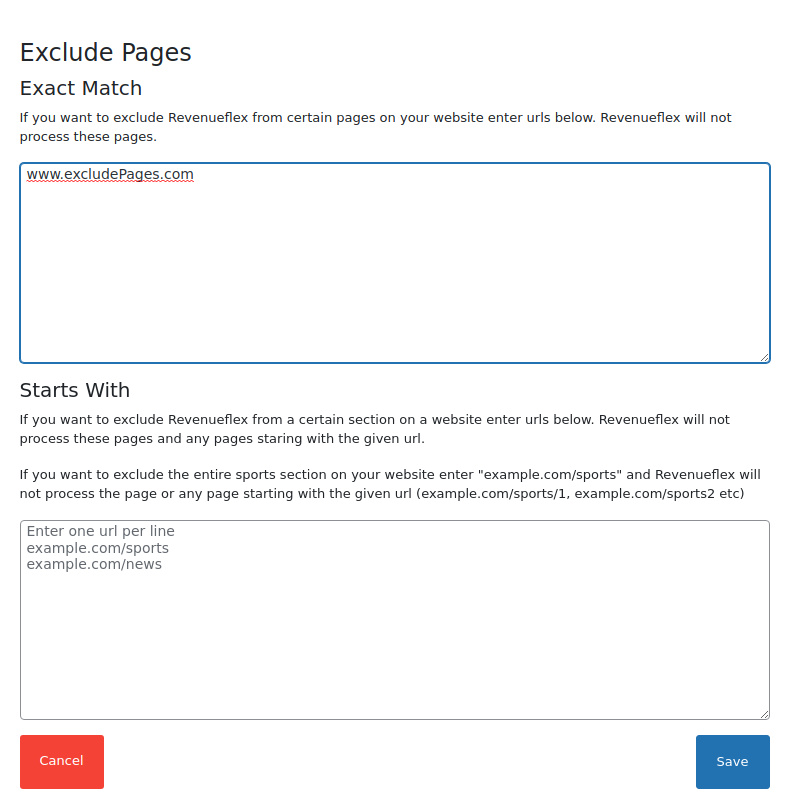 Exclude Pages
Exact Match
If you want to exclude Revenueflex from certain pages on your website enter urls below. Revenueflex will not
process these pages.
www.excludePages.com
Starts With
If you want to exclude Revenueflex from a certain section on a website enter urls below. Revenueflex will not
process these pages and any pages staring with the given url.
If you want to exclude the entire sports section on your website enter "example.com/sports" and Revenueflex will
not process the page or any page starting with the given url (example.com/sports/1, example.com/sports2 etc)
Enter one url per line
example.com/sports
example.com/news
Cancel
Save